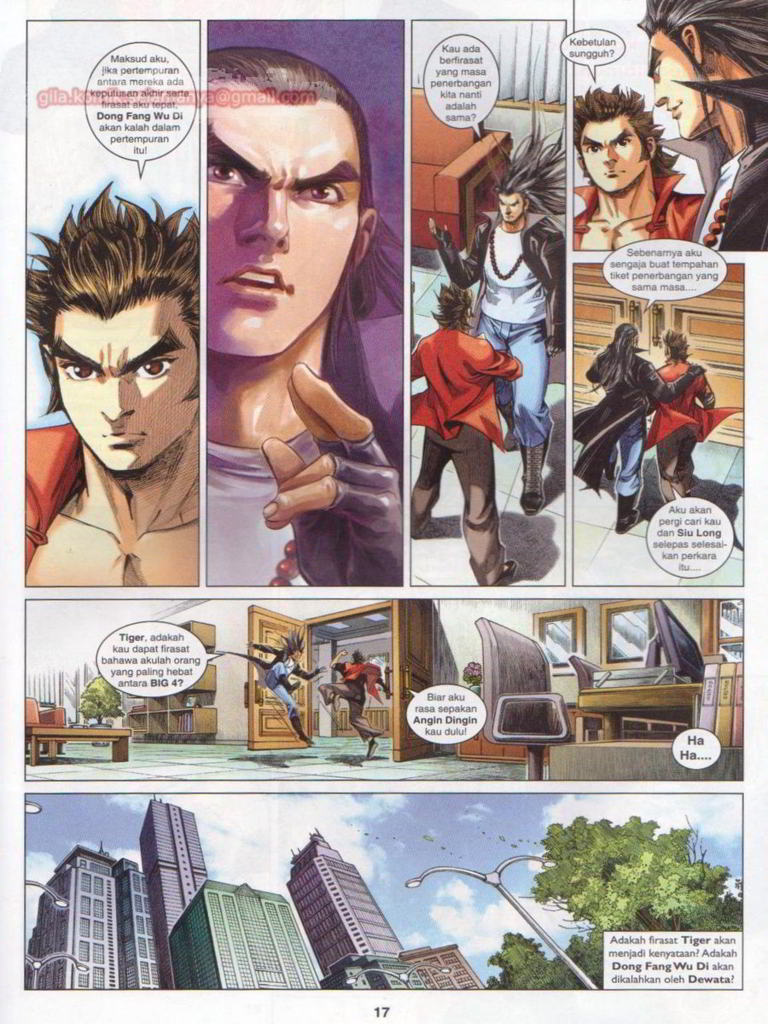 Maksud aku,
jika pertempuran
antara mereka ada
keputusan akhir serta
firasat aku tepat,
Dong Fang Wu Di
akan kalah dalam
pertempuran
itu!
Kau ada
berfirasat
yang masa
penerbangan
kita nanti
adalah
sama?
Kebetulan
sungguh?
Sebenarnya aku
sengaja buat tempahan
tiket penerbangan yang
sama masa....
Aku akan
pergi cari kau
dan Siu Long
selepas selesai-
kan perkara
itu....
Tiger, adakah
kau dapat firasat
bahawa akulah orang
yang paling hebat
antara BIG 4?
Biar aku
rasa sepakan
Angin Dingin
kau dulu!
Ha
Ha....
Adakah firasat Tiger akan
menjadi kenyataan? Adakah
Dong Fang Wu Di akan
dikalahkan oleh Dewata?
17